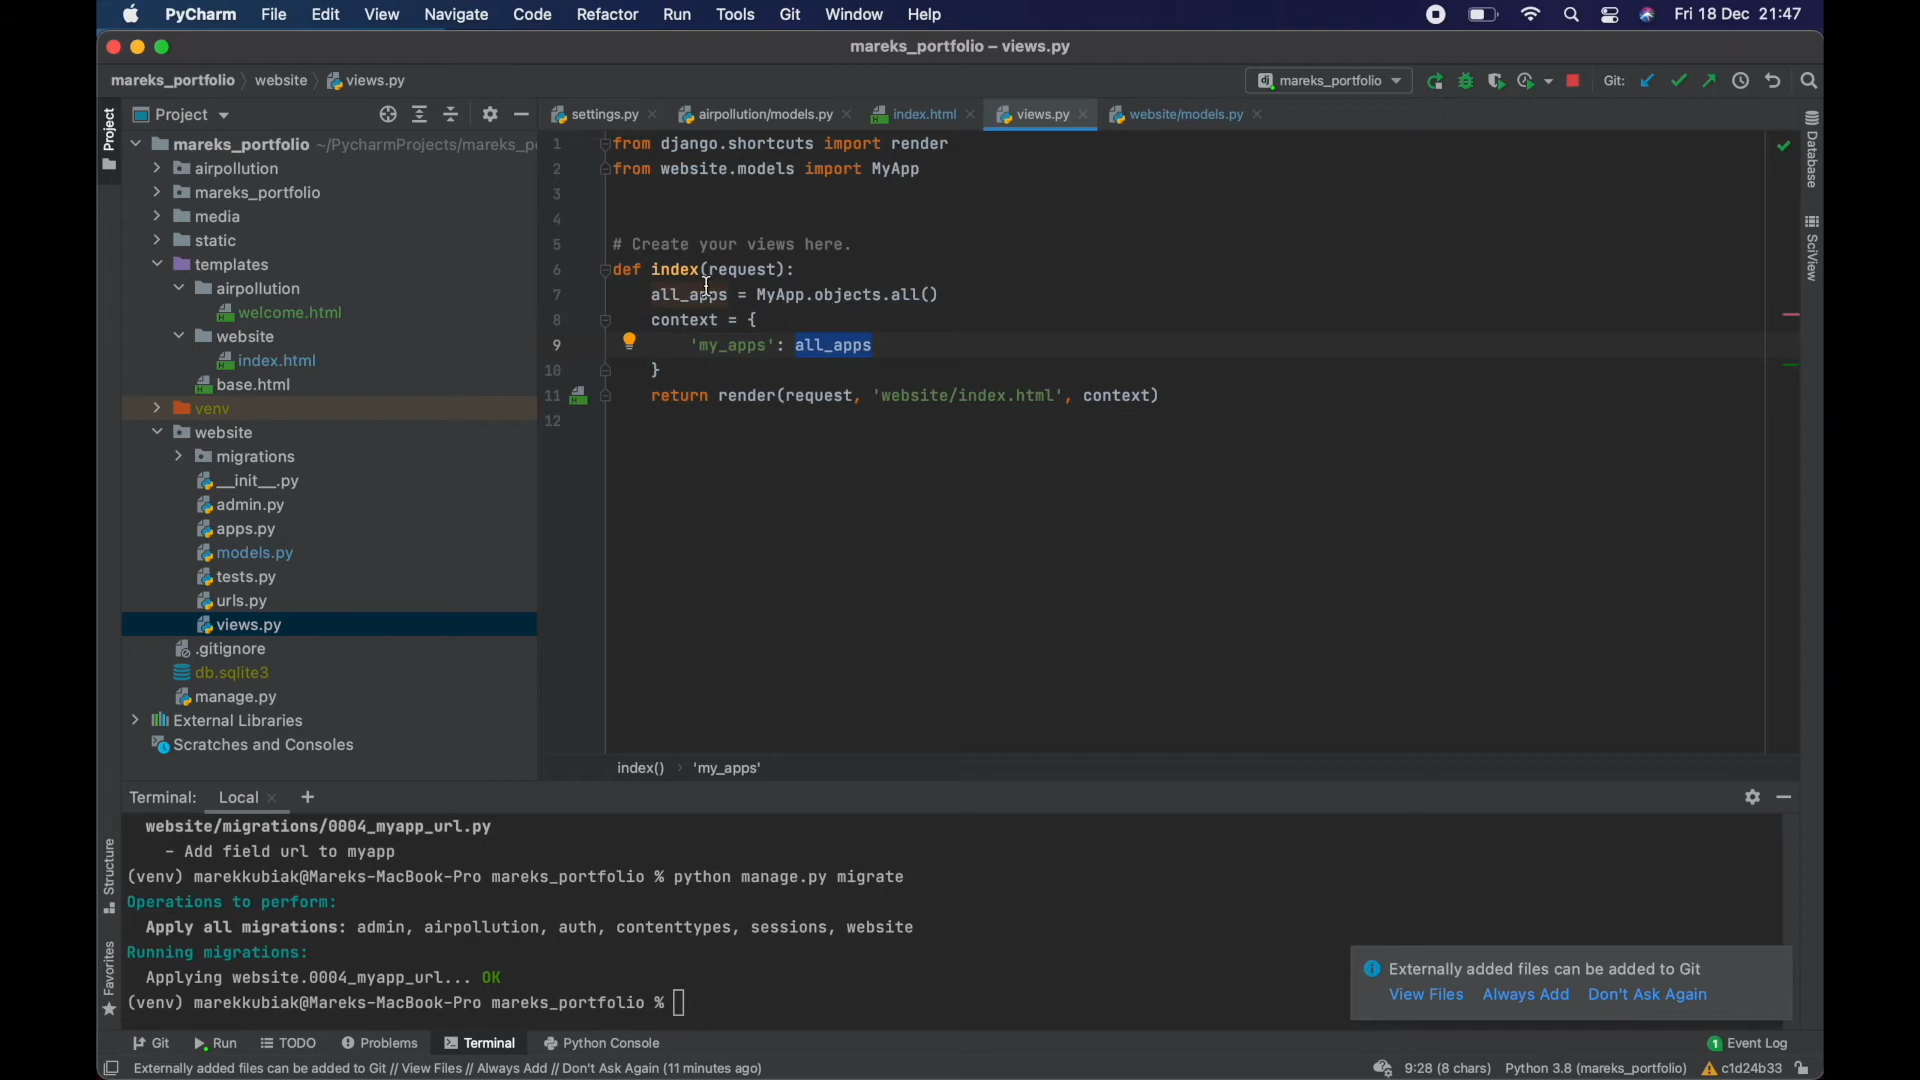 PyCharm File Edit View Navigate Code Refactor Run Tools Git Window Help Fri 18 Dec 21:47
mareks_portfolio – views.py
mareks_portfolio website views.py mareks_portfolio Git:
Project settings.py airpollution/models.py index.html views.py website/models.py
Project
Database
SciView
Structure
Favorites
mareks_portfolio ~/PycharmProjects/mareks_p
airpollution
mareks_portfolio
media
static
templates
airpollution
welcome.html
website
index.html
base.html
venv
website
migrations
__init__.py
admin.py
apps.py
models.py
tests.py
urls.py
views.py
.gitignore
db.sqlite3
manage.py
External Libraries
Scratches and Consoles
1 from django.shortcuts import render
2 from website.models import MyApp
3
4
5 # Create your views here.
6 def index(request):
7 all_apps = MyApp.objects.all()
8 context = {
9 'my_apps': all_apps
10 }
11 return render(request, 'website/index.html', context)
12
index() 'my_apps'
Terminal: Local +
website/migrations/0004_myapp_url.py
- Add field url to myapp
(venv) marekkubiak@Mareks-MacBook-Pro mareks_portfolio % python manage.py migrate
Operations to perform:
Apply all migrations: admin, airpollution, auth, contenttypes, sessions, website
Running migrations:
Applying website.0004_myapp_url... OK
(venv) marekkubiak@Mareks-MacBook-Pro mareks_portfolio %
Externally added files can be added to Git
View Files Always Add Don't Ask Again
Git Run TODO Problems Terminal Python Console 1 Event Log
Externally added files can be added to Git // View Files // Always Add // Don't Ask Again (11 minutes ago) 9:28 (8 chars) Python 3.8 (mareks_portfolio) c1d24b33